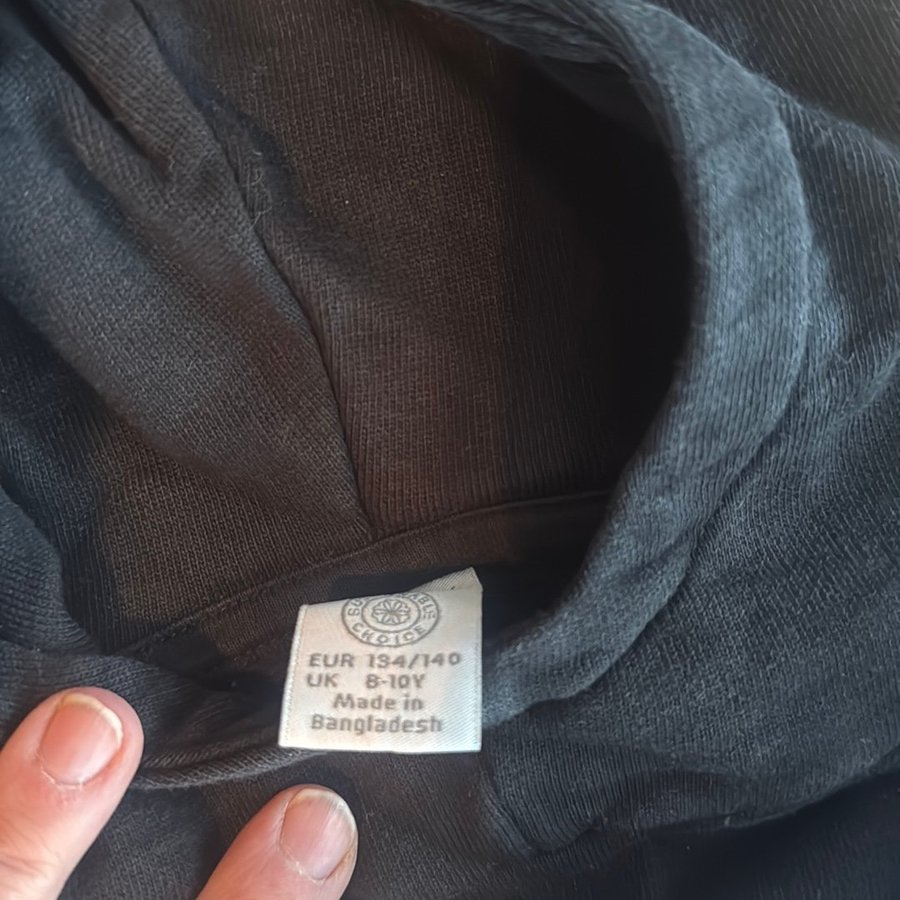 CHOICE
EUR 134/140
UK 8-10Y
Made in
Bangladesh